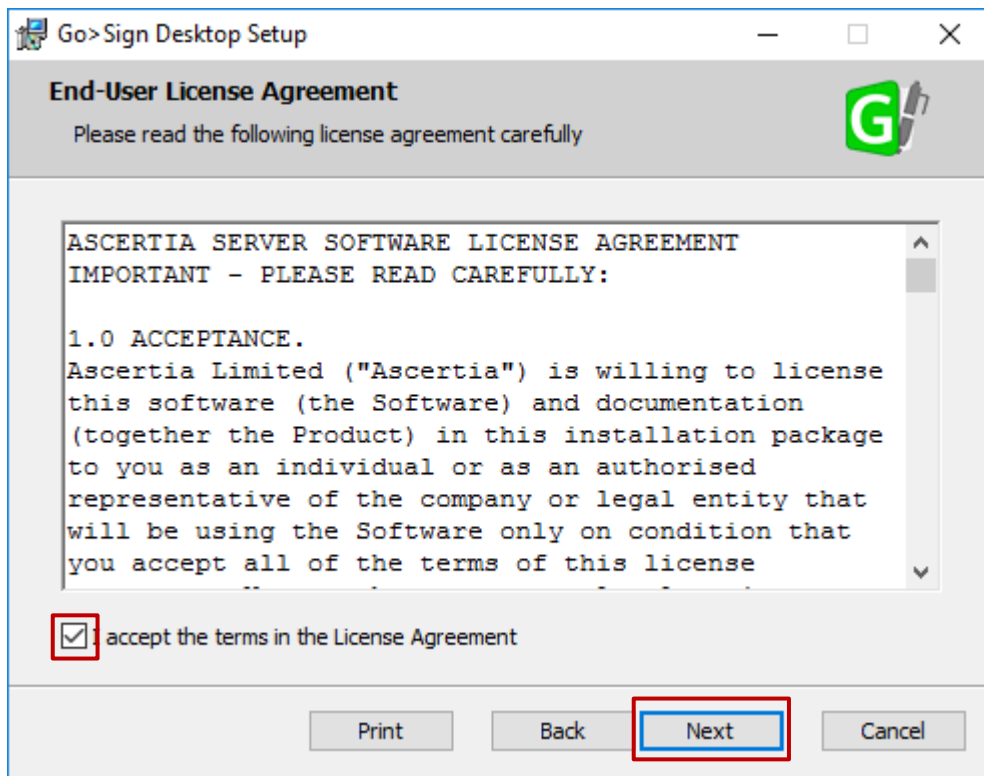 Go>Sign Desktop Setup
End-User License Agreement
Please read the following license agreement carefully
G
ASCERTIA SERVER SOFTWARE LICENSE AGREEMENT
IMPORTANT - PLEASE READ CAREFULLY:
1.0 ACCEPTANCE.
Ascertia Limited ("Ascertia") is willing to license
this software (the Software) and documentation
(together the Product) in this installation package
to you as an individual or as an authorised
representative of the company or legal entity that
will be using the Software only on condition that
you accept all of the terms of this license
I accept the terms in the License Agreement
Print Back Next Cancel